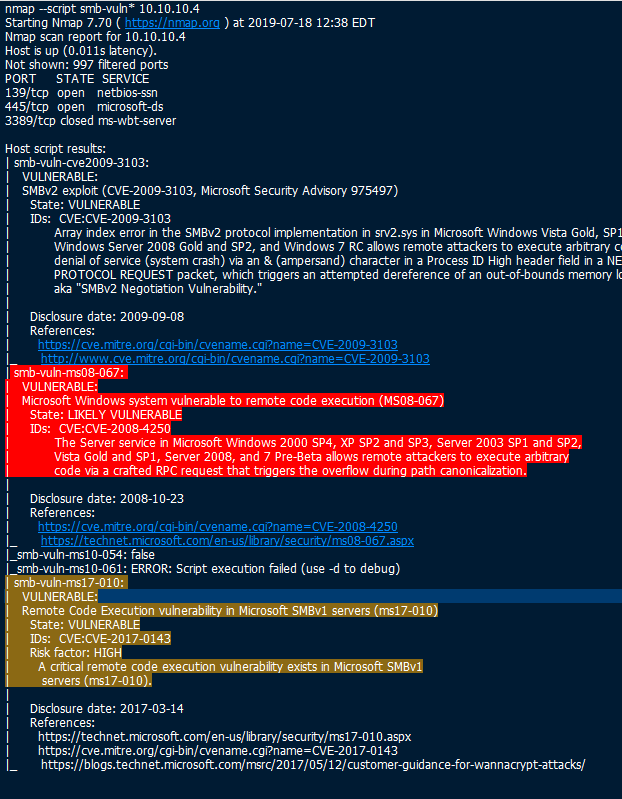 nmap --script smb-vuln* 10.10.10.4
Starting Nmap 7.70 ( https://nmap.org ) at 2019-07-18 12:38 EDT
Nmap scan report for 10.10.10.4
Host is up (0.011s latency).
Not shown: 997 filtered ports
PORT STATE SERVICE
139/tcp open netbios-ssn
445/tcp open microsoft-ds
3389/tcp closed ms-wbt-server
Host script results:
| smb-vuln-cve2009-3103:
| VULNERABLE:
| SMBv2 exploit (CVE-2009-3103, Microsoft Security Advisory 975497)
| State: VULNERABLE
| IDs: CVE:CVE-2009-3103
| Array index error in the SMBv2 protocol implementation in srv2.sys in Microsoft Windows Vista Gold, SP1
| Windows Server 2008 Gold and SP2, and Windows 7 RC allows remote attackers to execute arbitrary c
| denial of service (system crash) via an & (ampersand) character in a Process ID High header field in a NE
| PROTOCOL REQUEST packet, which triggers an attempted dereference of an out-of-bounds memory lo
| aka "SMBv2 Negotiation Vulnerability."
|
| Disclosure date: 2009-09-08
| References:
| https://cve.mitre.org/cgi-bin/cvename.cgi?name=CVE-2009-3103
|_ http://www.cve.mitre.org/cgi-bin/cvename.cgi?name=CVE-2009-3103
| smb-vuln-ms08-067:
| VULNERABLE:
| Microsoft Windows system vulnerable to remote code execution (MS08-067)
| State: LIKELY VULNERABLE
| IDs: CVE:CVE-2008-4250
| The Server service in Microsoft Windows 2000 SP4, XP SP2 and SP3, Server 2003 SP1 and SP2,
| Vista Gold and SP1, Server 2008, and 7 Pre-Beta allows remote attackers to execute arbitrary
| code via a crafted RPC request that triggers the overflow during path canonicalization.
|
| Disclosure date: 2008-10-23
| References:
| https://cve.mitre.org/cgi-bin/cvename.cgi?name=CVE-2008-4250
|_ https://technet.microsoft.com/en-us/library/security/ms08-067.aspx
|_smb-vuln-ms10-054: false
|_smb-vuln-ms10-061: ERROR: Script execution failed (use -d to debug)
| smb-vuln-ms17-010:
| VULNERABLE:
| Remote Code Execution vulnerability in Microsoft SMBv1 servers (ms17-010)
| State: VULNERABLE
| IDs: CVE:CVE-2017-0143
| Risk factor: HIGH
| A critical remote code execution vulnerability exists in Microsoft SMBv1
| servers (ms17-010).
|
| Disclosure date: 2017-03-14
| References:
| https://technet.microsoft.com/en-us/library/security/ms17-010.aspx
| https://cve.mitre.org/cgi-bin/cvename.cgi?name=CVE-2017-0143
|_ https://blogs.technet.microsoft.com/msrc/2017/05/12/customer-guidance-for-wannacrypt-attacks/